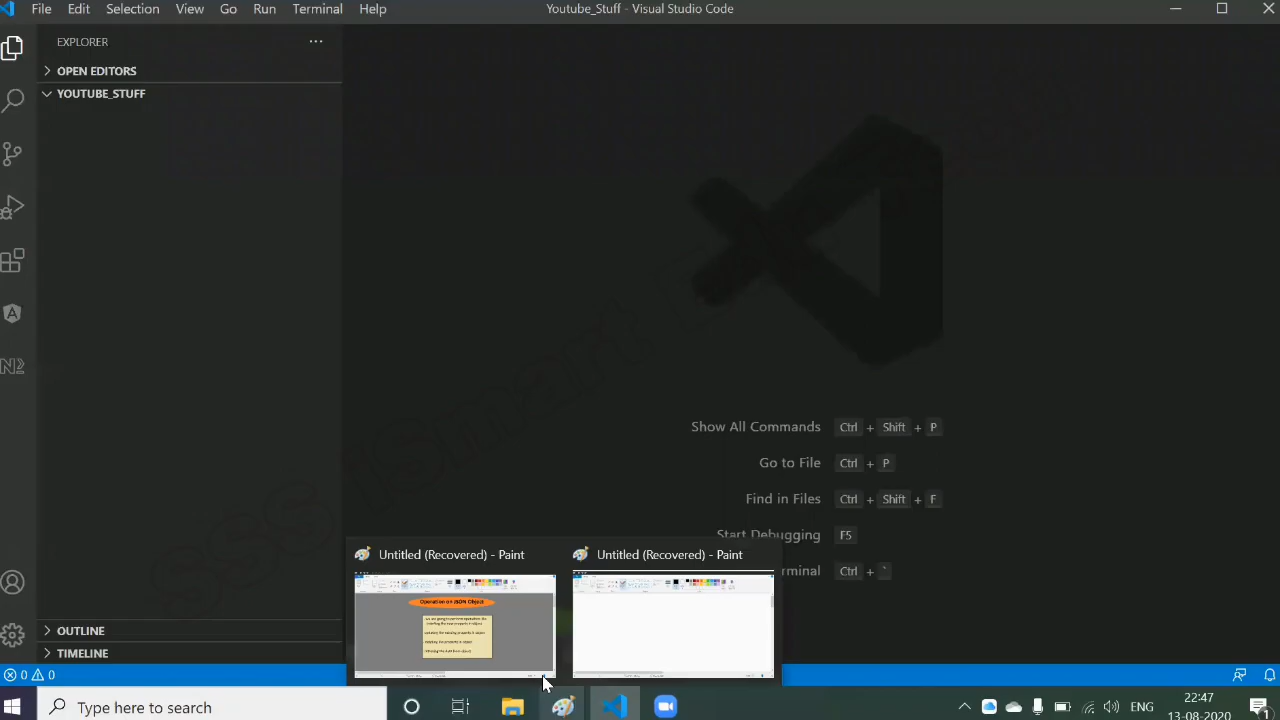 File Edit Selection View Go Run Terminal Help Youtube_Stuff - Visual Studio Code
EXPLORER
OPEN EDITORS
YOUTUBE_STUFF
Show All Commands Ctrl + Shift + P
Go to File Ctrl + P
Find in Files Ctrl + Shift + F
Start Debugging F5
Terminal Ctrl + `
Untitled (Recovered) - Paint
Untitled (Recovered) - Paint
Operation on JSON Object
OUTLINE
TIMELINE
0 0
Type here to search
ENG
22:47
13-08-2020
1